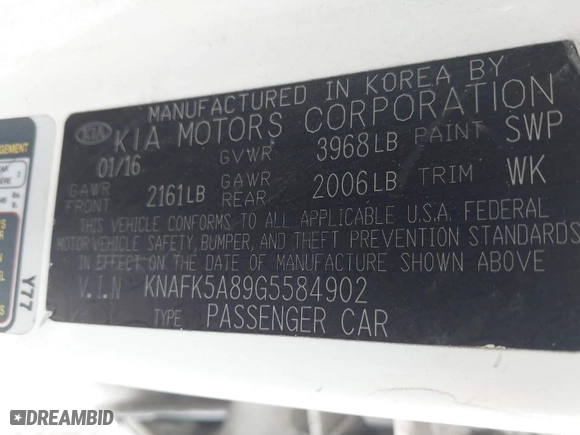 MANUFACTURED IN KOREA BY
KIA KIA MOTORS CORPORATION
01/16 GVWR 3968LB PAINT SWP
GAWR FRONT 2161LB GAWR REAR 2006LB TRIM WK
THIS VEHICLE CONFORMS TO ALL APPLICABLE U.S.A. FEDERAL
MOTOR VEHICLE SAFETY, BUMPER, AND THEFT PREVENTION STANDARDS
IN EFFECT ON THE DATE OF MANUFACTURE SHOWN ABOVE
V.I.N KNAFK5A89G5584902
TYPE PASSENGER CAR
Y77
DREAMBID